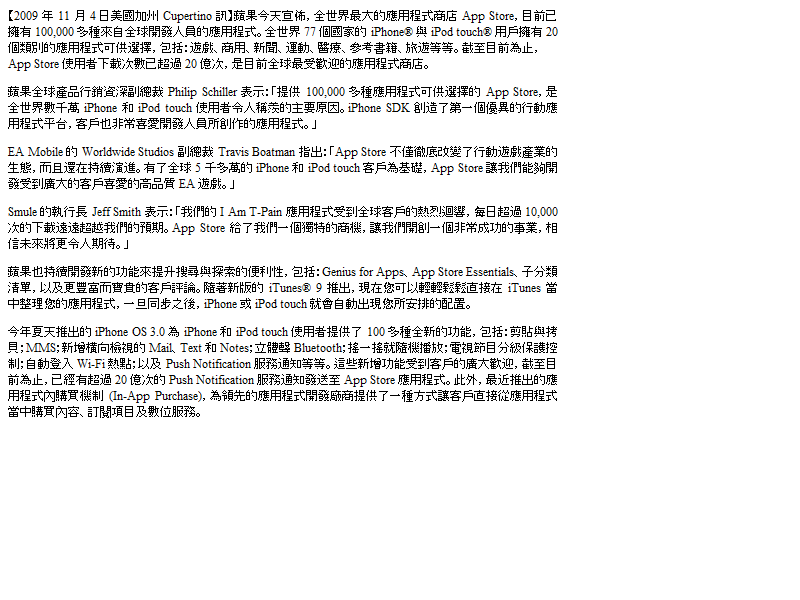 【2009 年 11 月 4日美國加州 Cupertino 訊】蘋果今天宣佈，全世界最大的應用程式商店 App Store，目前已
擁有 100,000 多種來自全球開發人員的應用程式。全世界 77 個國家的 iPhone® 與 iPod touch® 用戶擁有 20
個類別的應用程式可供選擇，包括：遊戲、商用、新聞、運動、醫療、參考書籍、旅遊等等。截至目前為止，
App Store 使用者下載次數已超過 20 億次，是目前全球最受歡迎的應用程式商店。
蘋果全球產品行銷資深副總裁 Philip Schiller 表示：「提供 100,000 多種應用程式可供選擇的 App Store，是
全世界數千萬 iPhone 和 iPod touch 使用者令人稱羨的主要原因。iPhone SDK 創造了第一個優異的行動應
用程式平台，客戶也非常喜愛開發人員所創作的應用程式。」
EA Mobile 的 Worldwide Studios 副總裁 Travis Boatman 指出：「App Store 不僅徹底改變了行動遊戲產業的
生態，而且還在持續演進。有了全球 5 千多萬的 iPhone 和 iPod touch 客戶為基礎，App Store 讓我們能夠開
發受到廣大的客戶喜愛的高品質 EA 遊戲。」
Smule 的執行長 Jeff Smith 表示：「我們的 I Am T-Pain 應用程式受到全球客戶的熱烈迴響，每日超過 10,000
次的下載遠遠超越我們的預期。App Store 給了我們一個獨特的商機，讓我們開創一個非常成功的事業，相
信未來將更令人期待。」
蘋果也持續開發新的功能來提升搜尋與探索的便利性，包括：Genius for Apps、App Store Essentials、子分類
清單，以及更豐富而寶貴的客戶評論。隨著新版的 iTunes® 9 推出，現在您可以輕輕鬆鬆直接在 iTunes 當
中整理您的應用程式，一旦同步之後，iPhone 或 iPod touch 就會自動出現您所安排的配置。
今年夏天推出的 iPhone OS 3.0 為 iPhone 和 iPod touch 使用者提供了 100 多種全新的功能，包括：剪貼與拷
貝；MMS；新增橫向檢視的 Mail、Text 和 Notes；立體聲 Bluetooth；搖一搖就隨機播放；電視節目分級保護控
制；自動登入 Wi-Fi 熱點；以及 Push Notification 服務通知等等。這些新增功能受到客戶的廣大歡迎，截至目
前為止，已經有超過 20 億次的 Push Notification 服務通知發送至 App Store 應用程式。此外，最近推出的應
用程式內購買機制 (In-App Purchase)，為領先的應用程式開發廠商提供了一種方式讓客戶直接從應用程式
當中購買內容、訂閱項目及數位服務。